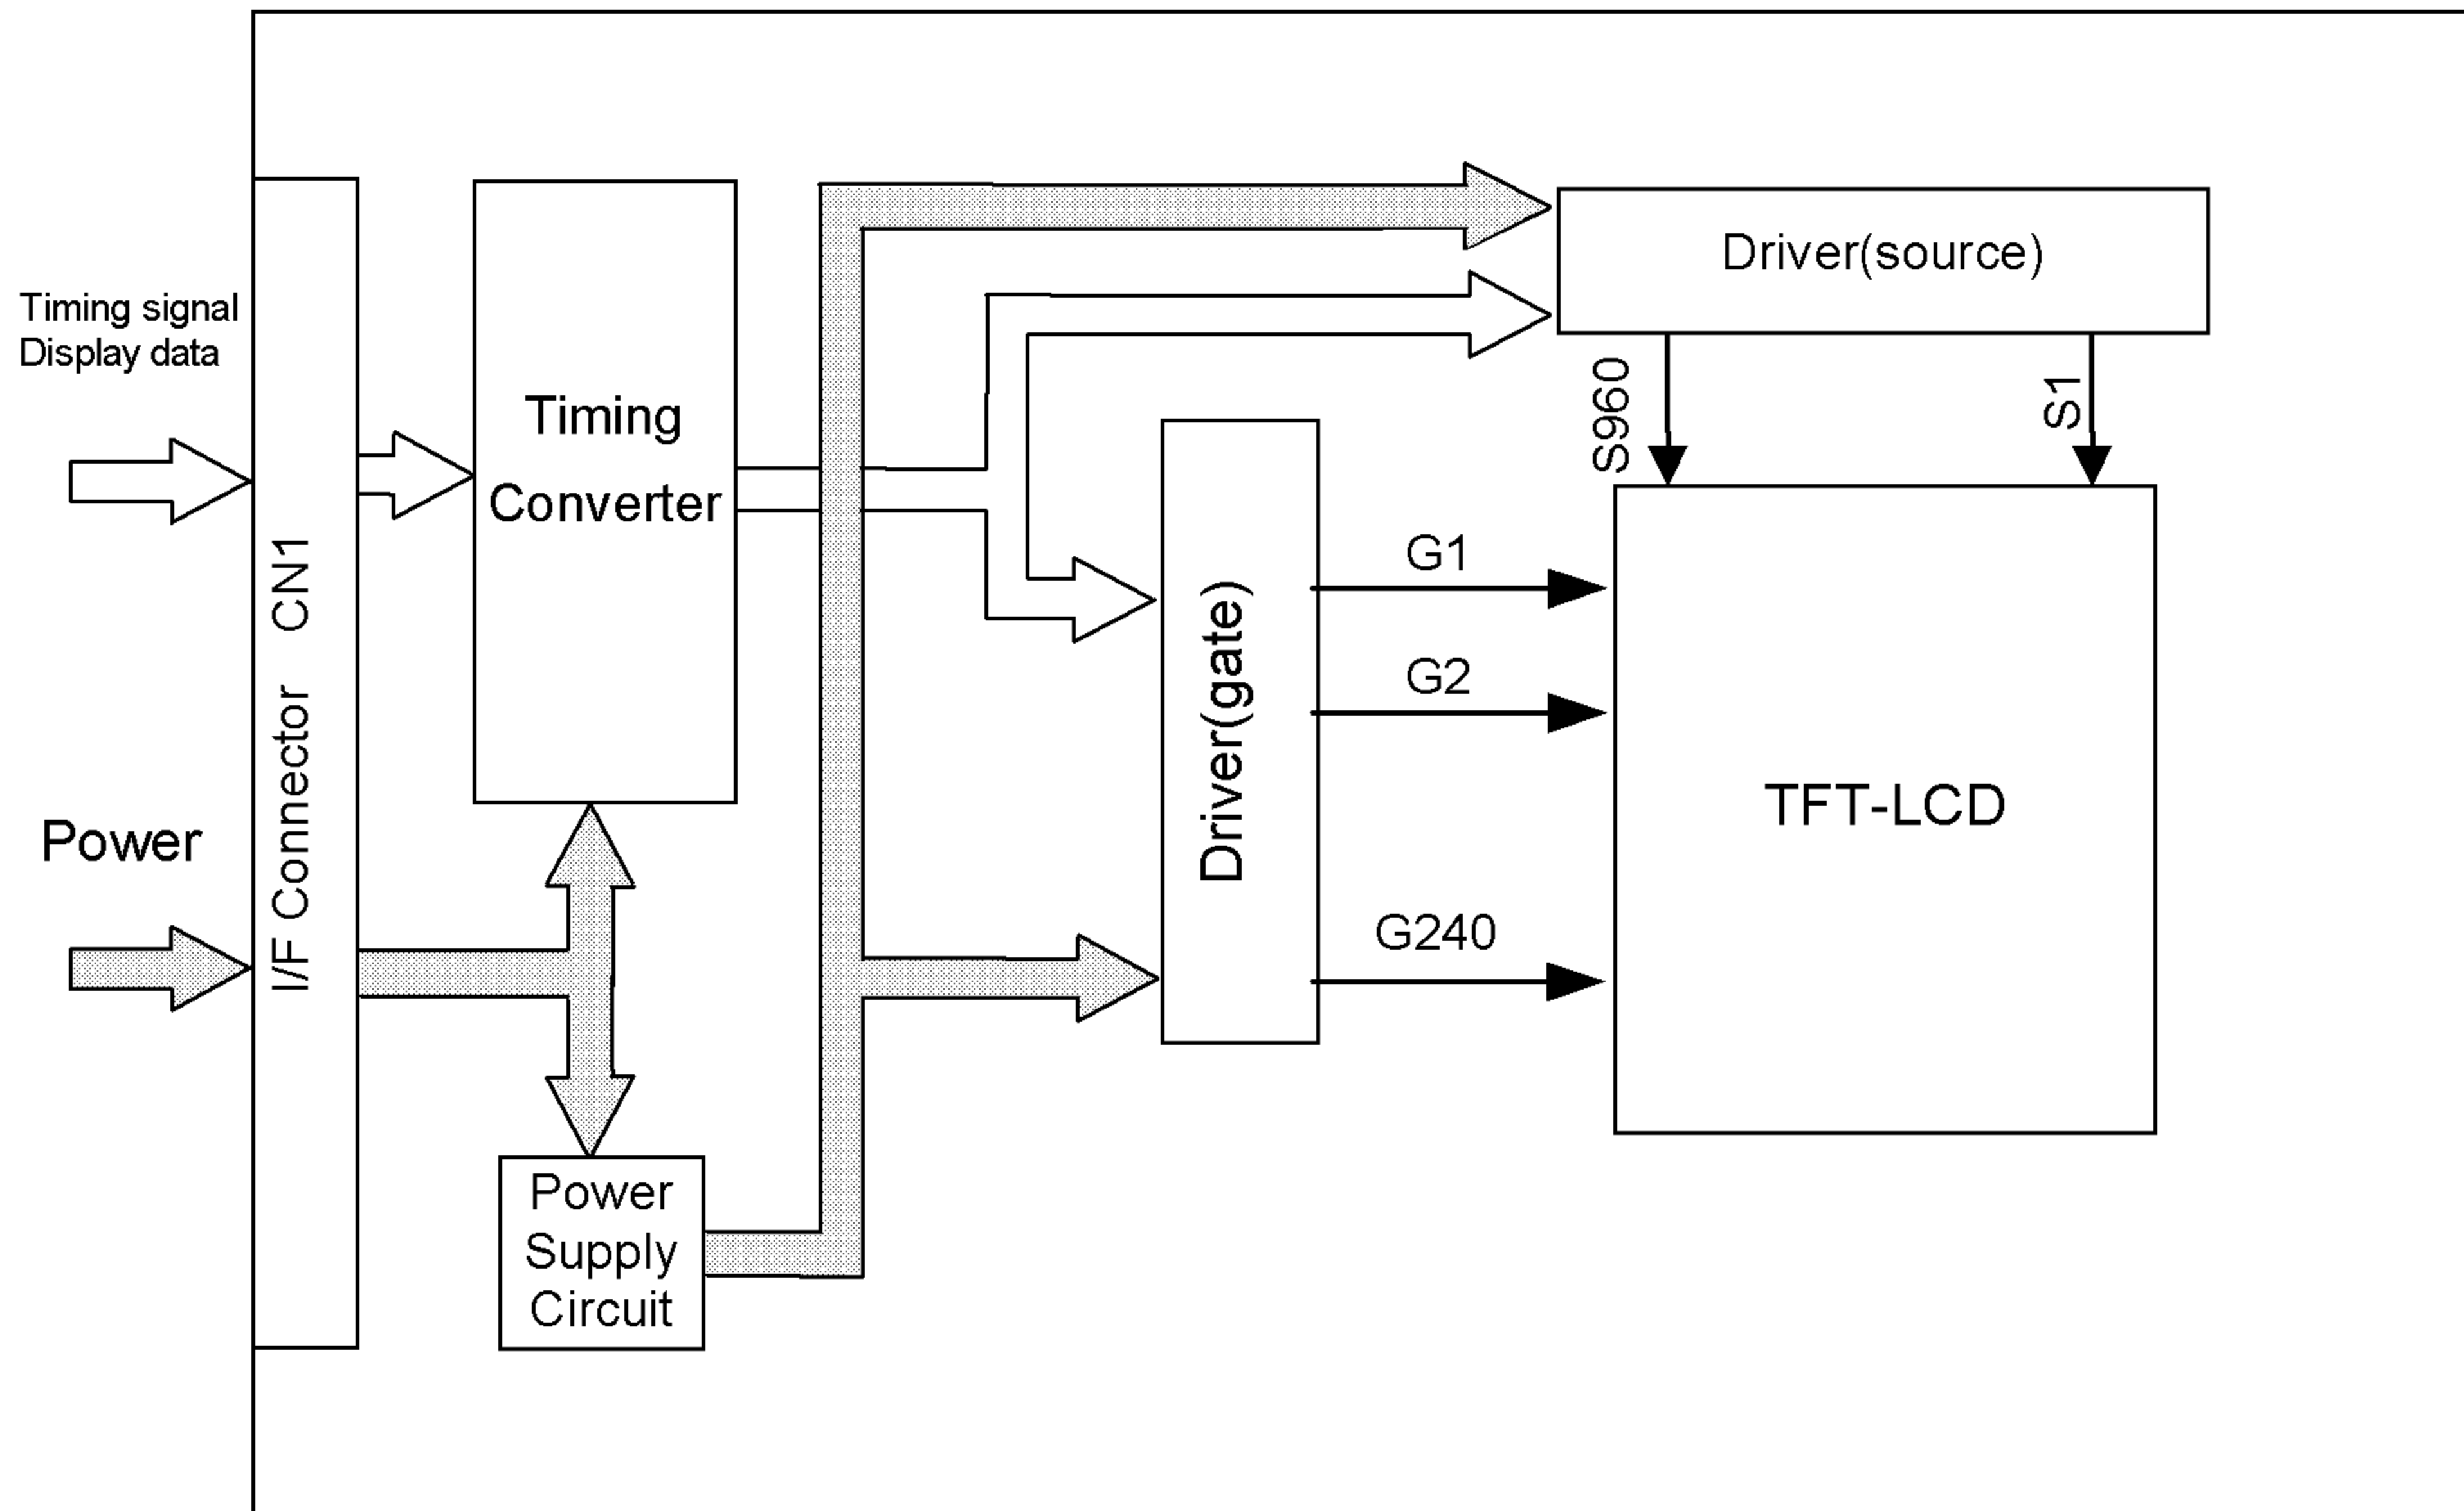 Timing signal
Display data
Power
I/F Connector CN1
Timing
Converter
Power
Supply
Circuit
Driver(source)
S960
S1
Driver(gate)
G1
G2
G240
TFT-LCD